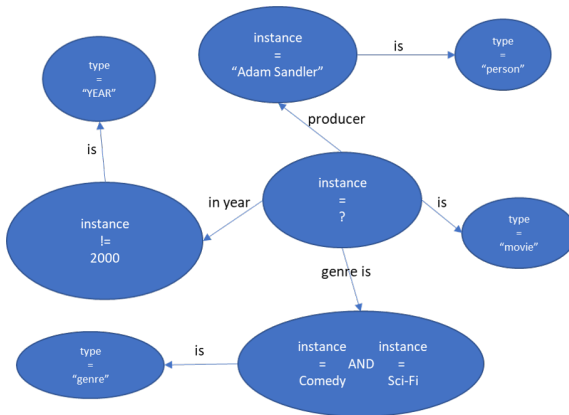 instance
=
“Adam Sandler”
is
type
=
“person”
type
=
“YEAR”
is
producer
instance
!=
2000
in year
instance
=
?
is
type
=
“movie”
genre is
type
=
“genre”
is
instance instance
= AND =
Comedy Sci-Fi